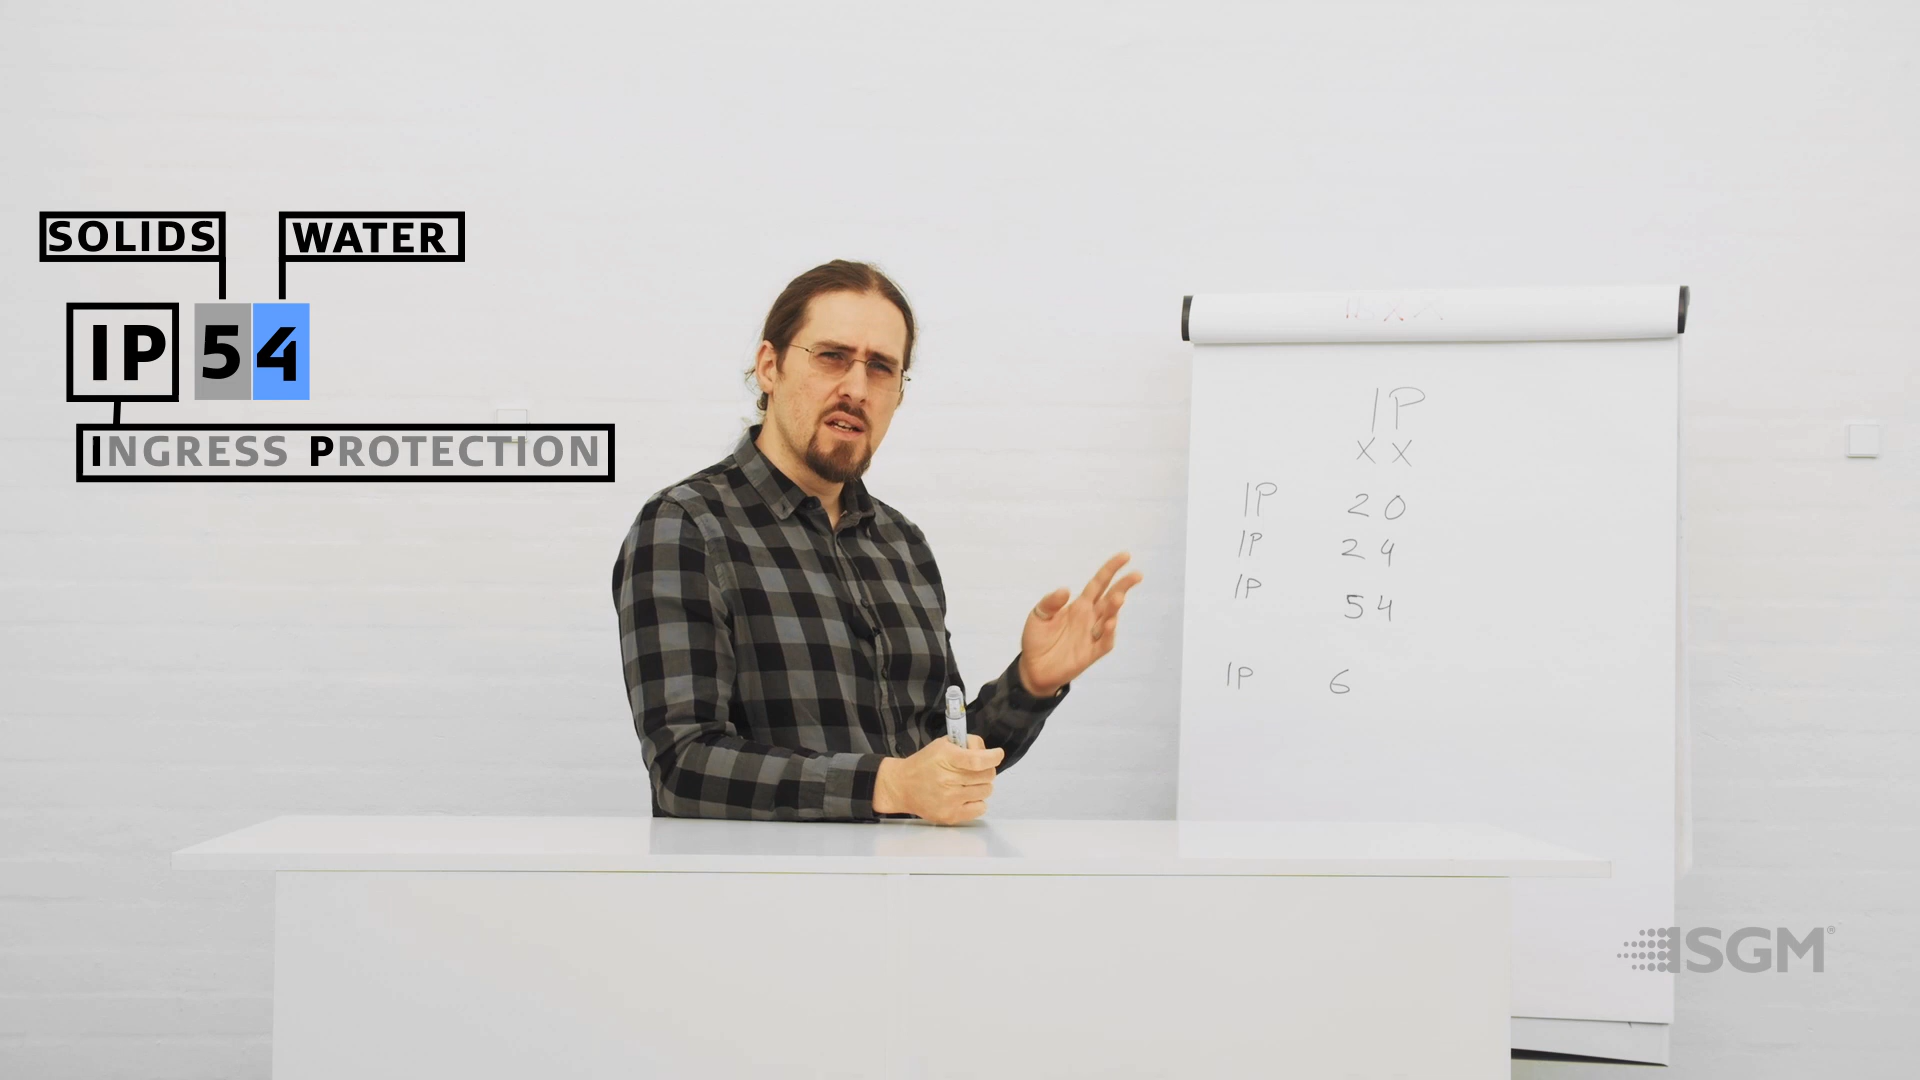 SOLIDS WATER
IP 54
INGRESS PROTECTION
IP
X X
IP 20
IP 24
IP 54
IP 6
SGM®